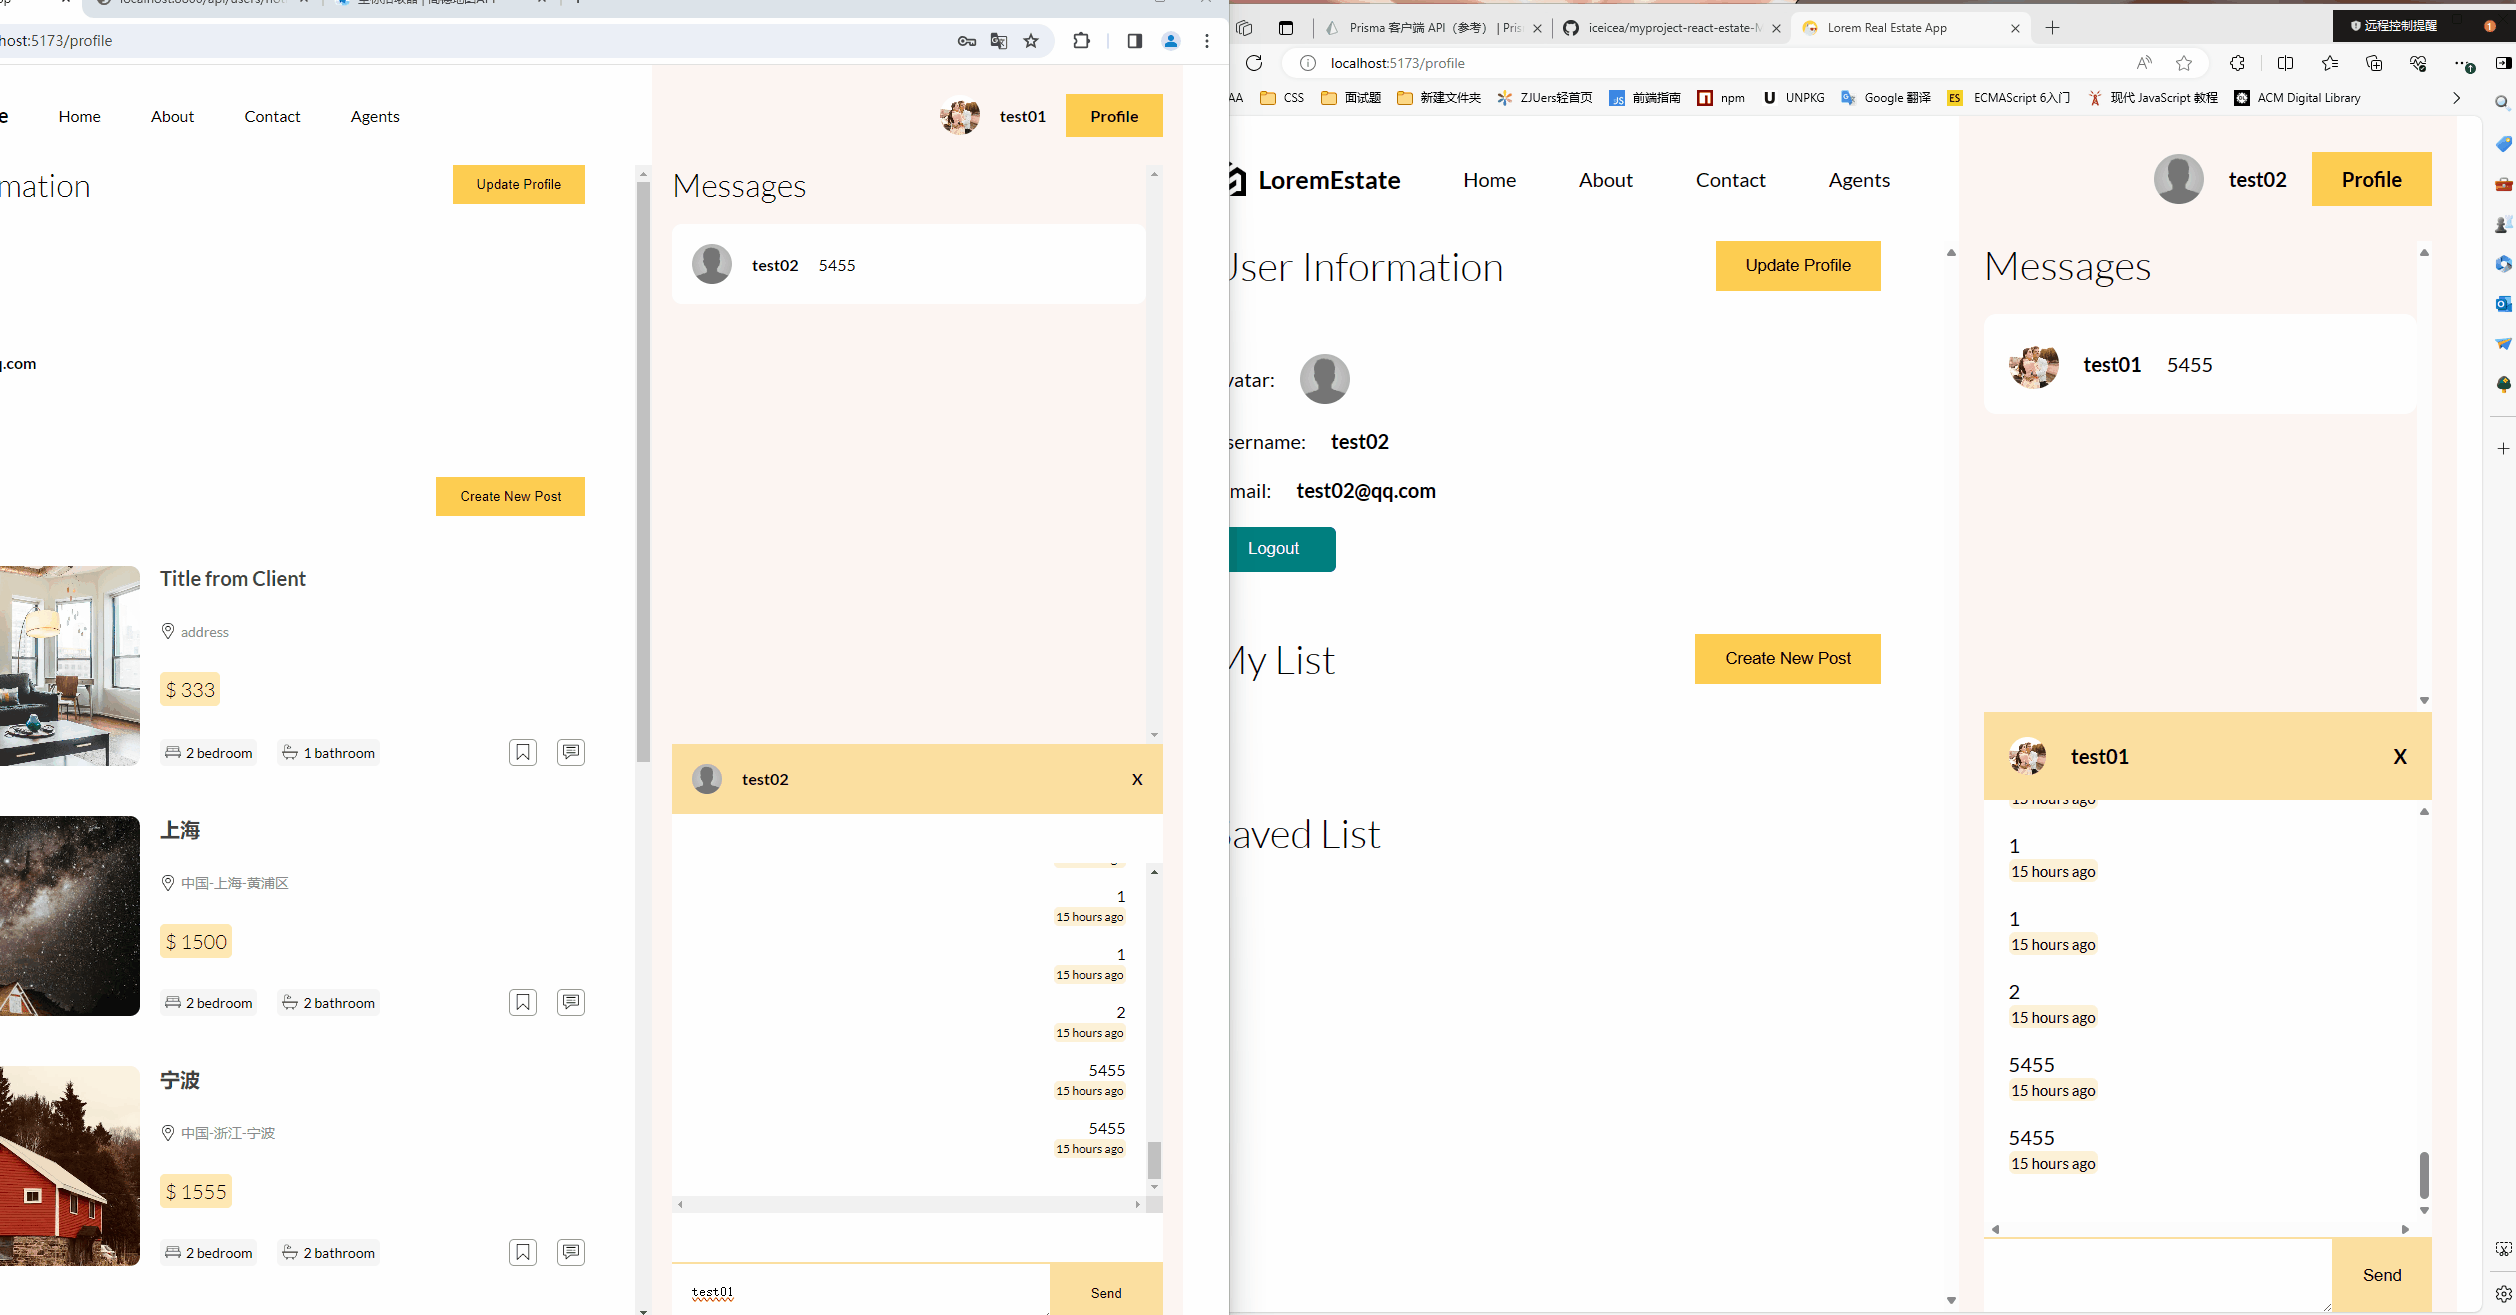 host:5173/profile
Home
About
Contact
Agents
test01
Profile
mation
Update Profile
Messages
test02
5455
q.com
Create New Post
Title from Client
address
$ 333
2 bedroom
1 bathroom
上海
中国-上海-黄浦区
$ 1500
2 bedroom
2 bathroom
宁波
中国-浙江-宁波
$ 1555
2 bedroom
2 bathroom
test02
X
1
15 hours ago
1
15 hours ago
2
15 hours ago
5455
15 hours ago
5455
15 hours ago
test01
Send
Prisma 客户端 API（参考） | Pris
iceicea/myproject-react-estate-M
Lorem Real Estate App
远程控制提醒
1
localhost:5173/profile
AA
CSS
面试题
新建文件夹
ZJUers轻首页
前端指南
npm
UNPKG
Google 翻译
ECMAScript 6入门
现代 JavaScript 教程
ACM Digital Library
LoremEstate
Home
About
Contact
Agents
test02
Profile
User Information
Update Profile
vatar:
sername:
test02
mail:
test02@qq.com
Logout
My List
Create New Post
Saved List
Messages
test01
5455
test01
X
15 hours ago
1
15 hours ago
1
15 hours ago
2
15 hours ago
5455
15 hours ago
5455
15 hours ago
Send